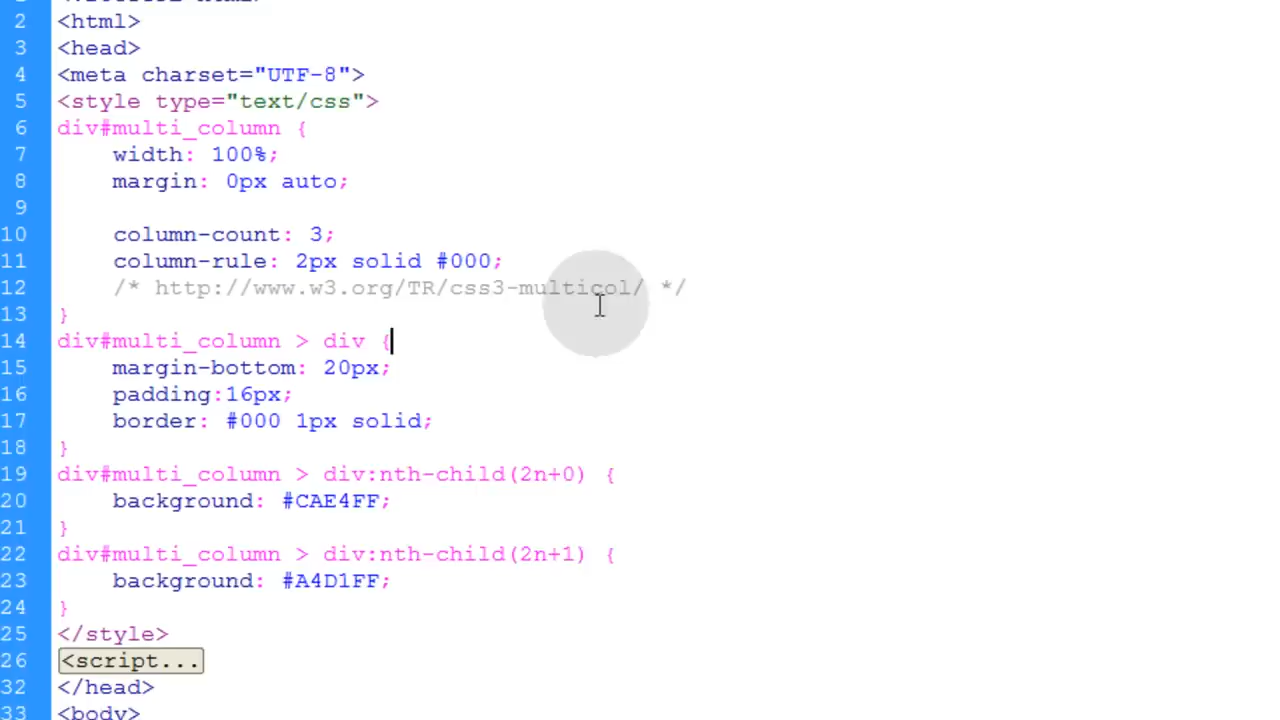 2 <html>
3 <head>
4 <meta charset="UTF-8">
5 <style type="text/css">
6 div#multi_column {
7 width: 100%;
8 margin: 0px auto;
9
10 column-count: 3;
11 column-rule: 2px solid #000;
12 /* http://www.w3.org/TR/css3-multicol/ */
13 }
14 div#multi_column > div {
15 margin-bottom: 20px;
16 padding:16px;
17 border: #000 1px solid;
18 }
19 div#multi_column > div:nth-child(2n+0) {
20 background: #CAE4FF;
21 }
22 div#multi_column > div:nth-child(2n+1) {
23 background: #A4D1FF;
24 }
25 </style>
26 <script...
32 </head>
33 <body>